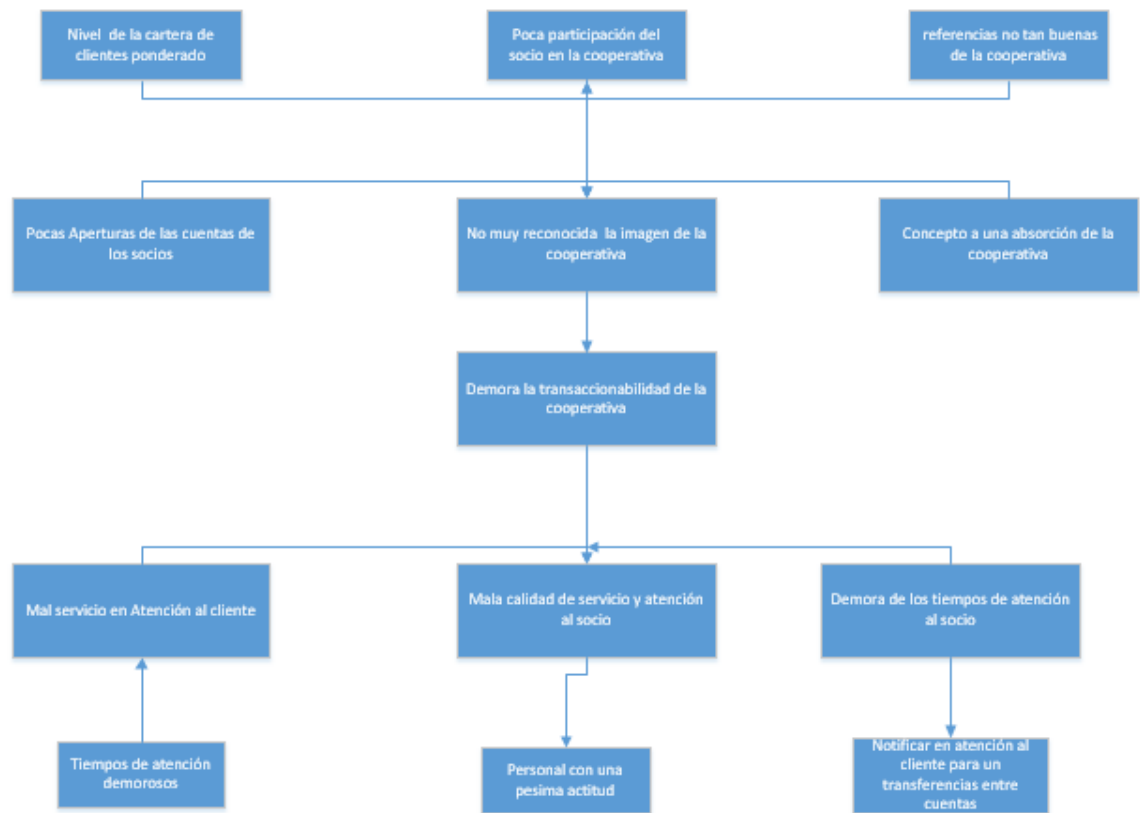 Nivel de la cartera de
clientes ponderado
Poca participación del
socio en la cooperativa
referencias no tan buenas
de la cooperativa
Pocas Aperturas de las cuentas de
los socios
No muy reconocida la imagen de la
cooperativa
Concepto a una absorción de la
cooperativa
Demora la transaccionabilidad de la
cooperativa
Mal servicio en Atención al cliente
Mala calidad de servicio y atención
al socio
Demora de los tiempos de atención
al socio
Tiempos de atención
demorosos
Personal con una
pesima actitud
Notificar en atención al
cliente para un
transferencias entre
cuentas